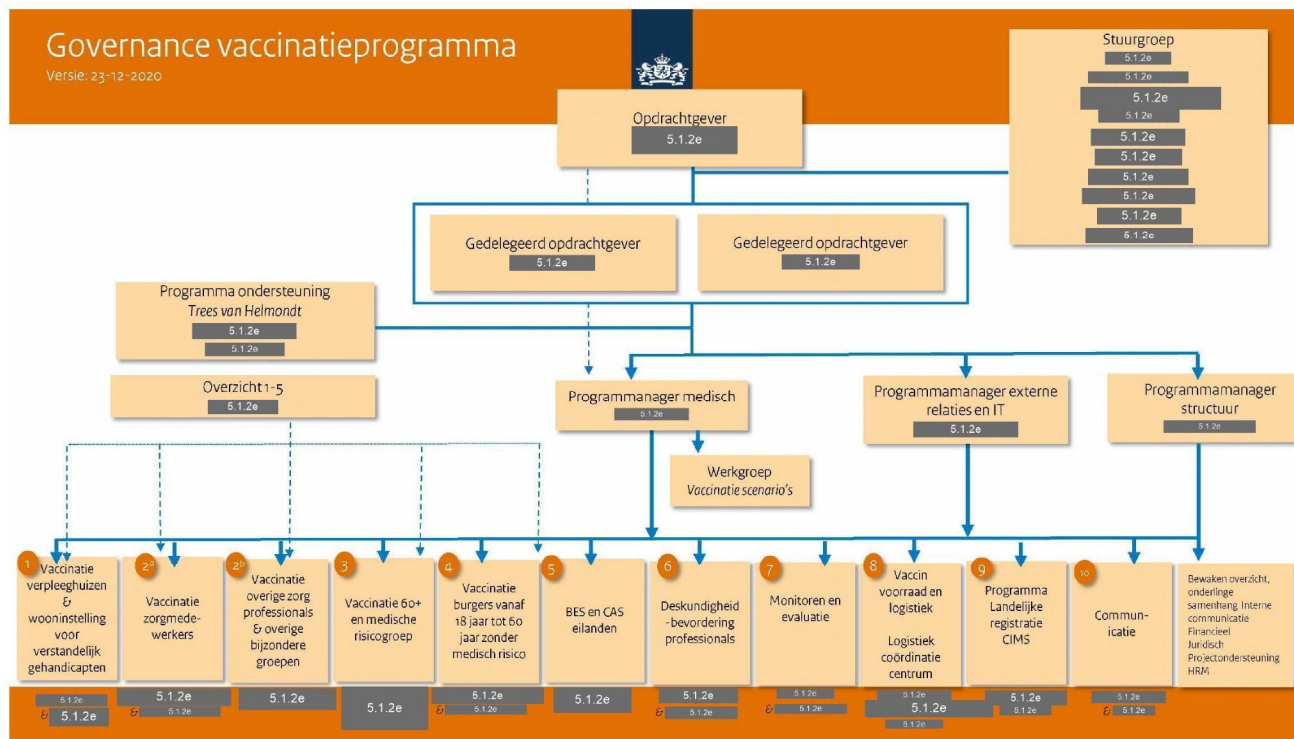 Governance vaccinatieprogramma
Versie: 23-12-2020
Stuurgroep
5.1.2e
5.1.2e
5.1.2e
5.1.2e
5.1.2e
5.1.2e
5.1.2e
5.1.2e
5.1.2e
5.1.2e
Opdrachtgever
5.1.2e
Gedelegeerd opdrachtgever
5.1.2e
Gedelegeerd opdrachtgever
5.1.2e
Programma ondersteuning
Trees van Helmondt
5.1.2e
5.1.2e
Overzicht 1-5
5.1.2e
Programmanager medisch
5.1.2e
Programmamanager externe
relaties en IT
5.1.2e
Programmamanager
structuur
5.1.2e
Werkgroep
Vaccinatie scenario's
1
Vaccinatie
verpleeghuizen
&
wooninstelling
voor
verstandelijk
gehandicapten
5.1.2e
& 5.1.2e
2a
Vaccinatie
zorgmede-
werkers
5.1.2e
& 5.1.2e
2b
Vaccinatie
overige zorg
professionals
& overige
bijzondere
groepen
5.1.2e
3
Vaccinatie 60+
en medische
risicogroep
5.1.2e
4
Vaccinatie
burgers vanaf
18 jaar tot 60
jaar zonder
medisch risico
5.1.2e
& 5.1.2e
5
BES en CAS
eilanden
5.1.2e
6
Deskundigheid
-bevordering
professionals
5.1.2e
& 5.1.2e
7
Monitoren en
evaluatie
5.1.2e
& 5.1.2e
8
Vaccin
voorraad en
logistiek
Logistiek
coördinatie
centrum
5.1.2e
& 5.1.2e
5.1.2e
9
Programma
Landelijke
registratie
CIMS
5.1.2e
5.1.2e
10
Commun-
icatie
5.1.2e
& 5.1.2e
Bewaken overzicht,
onderlinge
samenhang Interne
communicatie
Financieel
Juridisch
Projectondersteuning
HRM